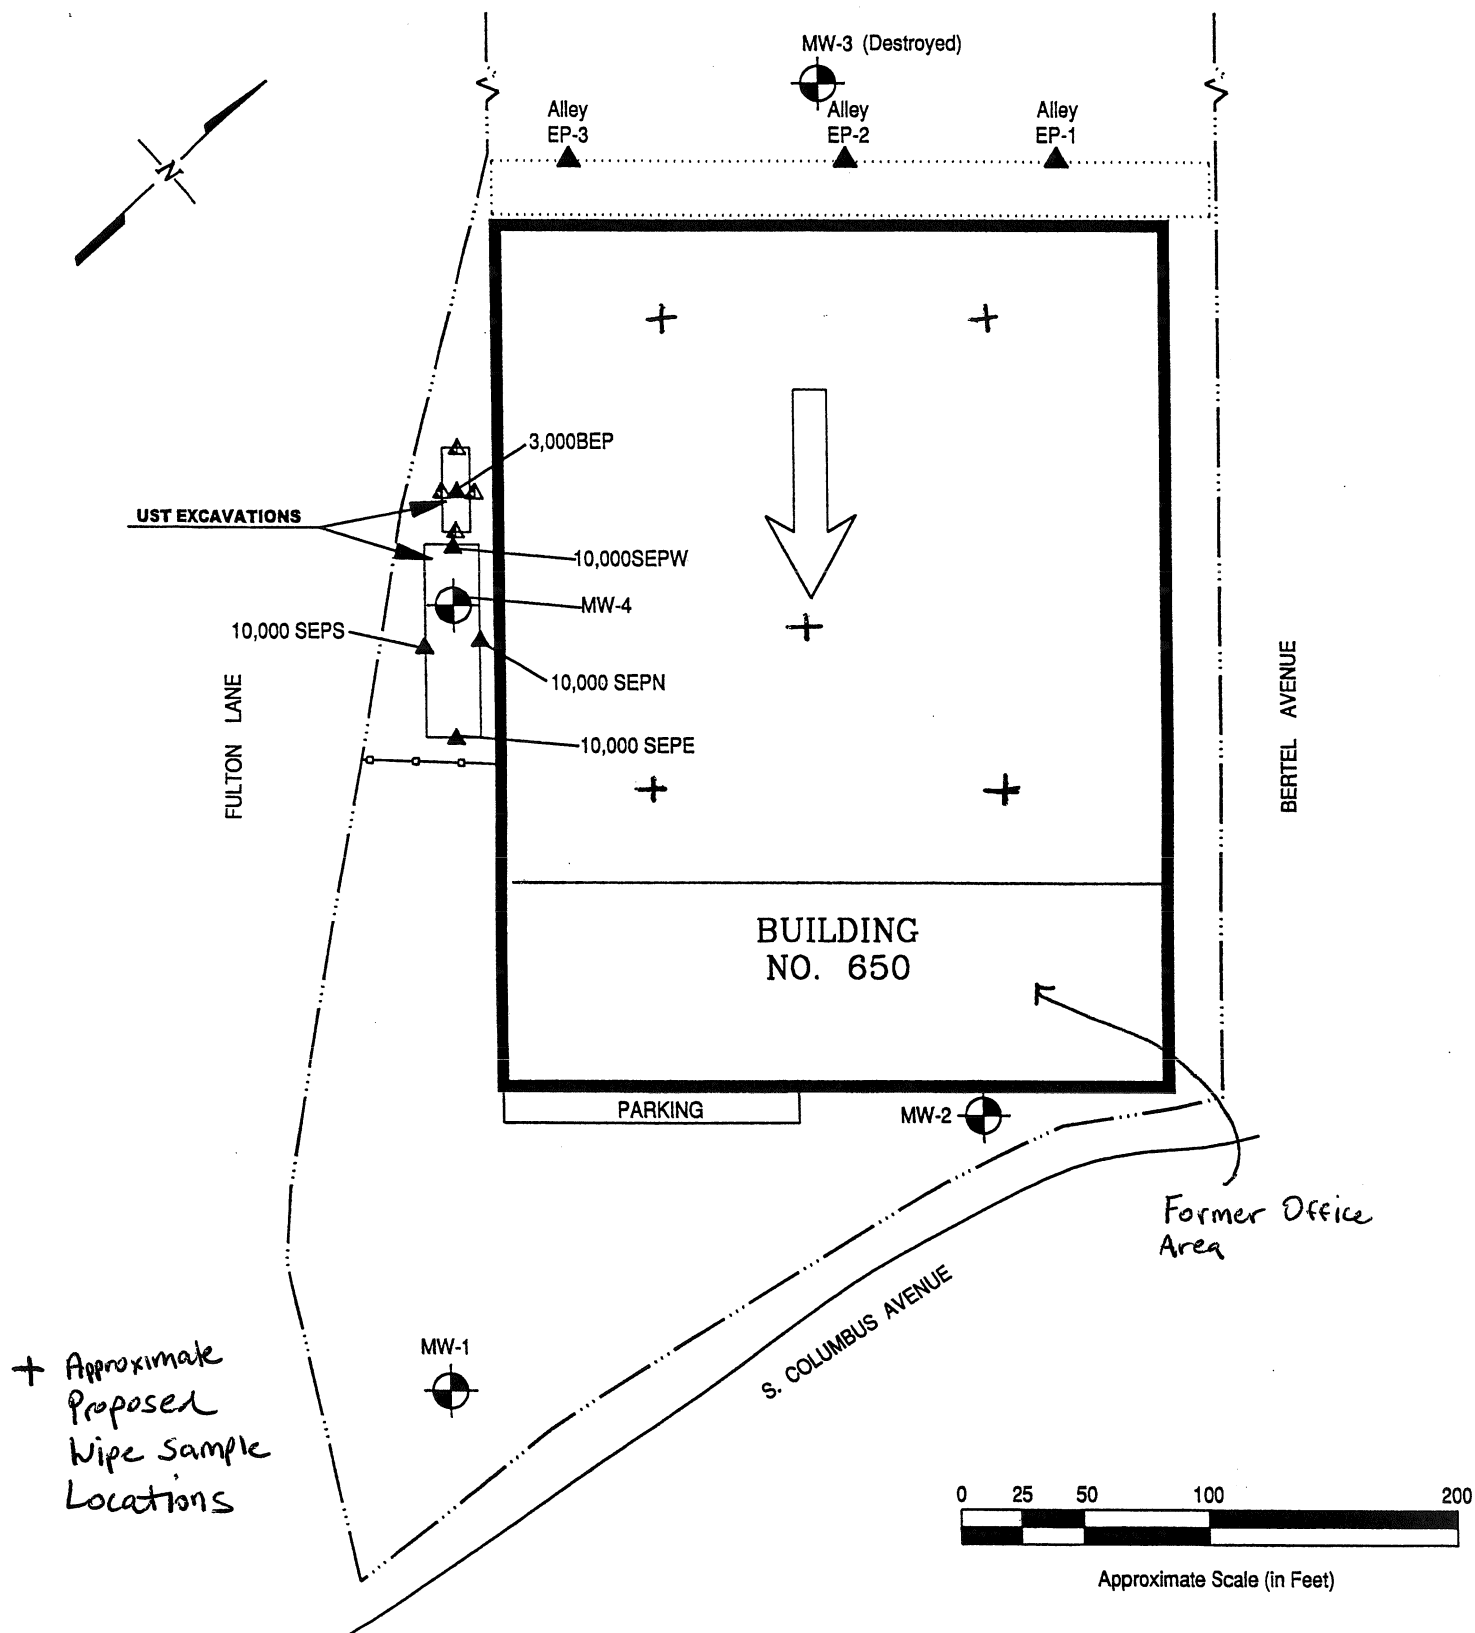 MW-3 (Destroyed)
Alley
EP-3
Alley
EP-2
Alley
EP-1
N
3,000BEP
UST EXCAVATIONS
10,000SEPW
MW-4
10,000 SEPS
10,000 SEPN
10,000 SEPE
FULTON LANE
BERTEL AVENUE
BUILDING
NO. 650
PARKING
MW-2
Former Office
Area
S. COLUMBUS AVENUE
MW-1
+ Approximate
Proposed
Wipe Sample
Locations
0 25 50 100 200
Approximate Scale (in Feet)